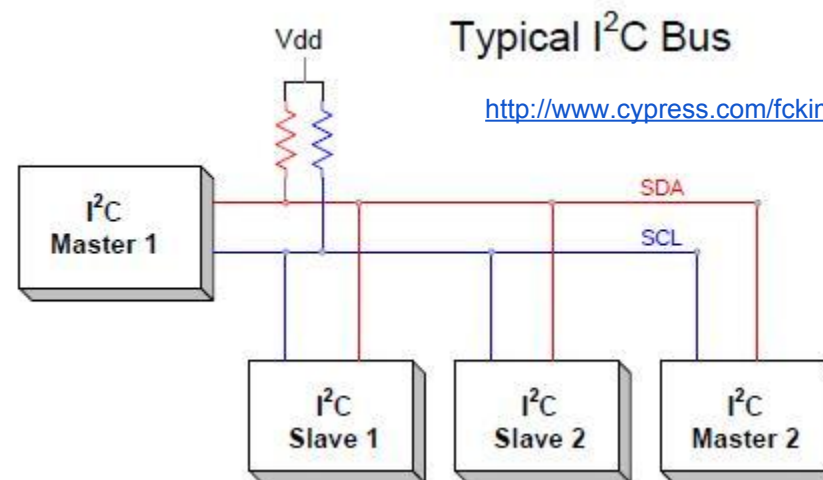 Vdd
Typical I²C Bus
http://www.cypress.com/fckin
I²C
Master 1
SDA
SCL
I²C
Slave 1
I²C
Slave 2
I²C
Master 2